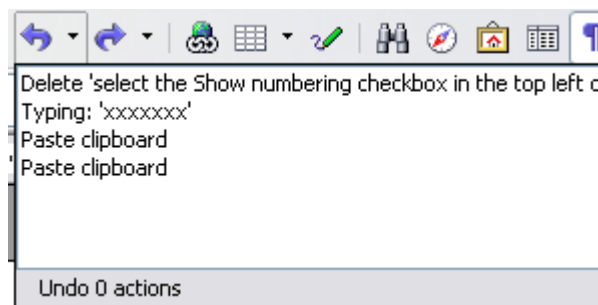 Delete 'select the Show numbering checkbox in the top left
Typing: 'xxxxxxx'
Paste clipboard
Paste clipboard
Undo 0 actions